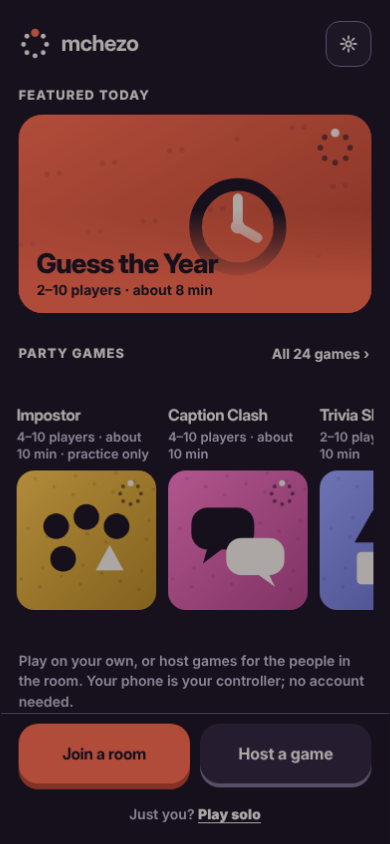 mchezo
FEATURED TODAY
Guess the Year
2–10 players · about 8 min
PARTY GAMES
All 24 games ›
Impostor
4–10 players · about
10 min · practice only
Caption Clash
4–10 players · about
10 min
Trivia
2–10
10 min
Play on your own, or host games for the people in
the room. Your phone is your controller; no account
needed.
Join a room
Host a game
Just you? Play solo